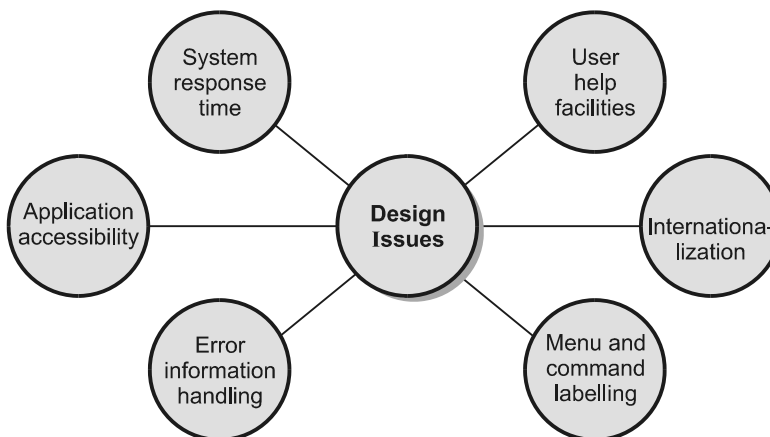 System
response
time
User
help
facilities
Application
accessibility
Design
Issues
Internationa-
lization
Error
information
handling
Menu and
command
labelling